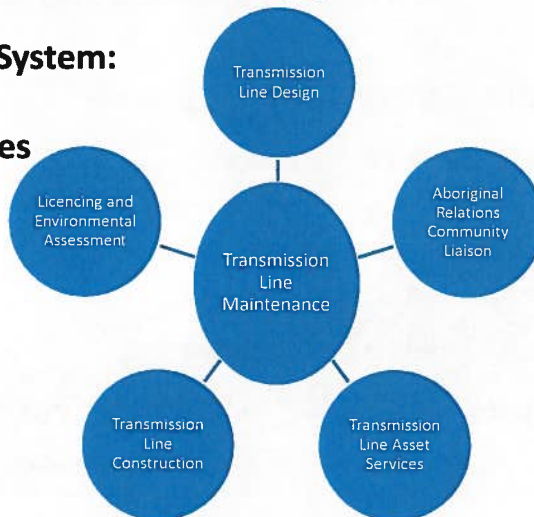 System:
es
Transmission
Line Design
Licencing and
Environmental
Assessment
Aboriginal
Relations
Community
Liaison
Transmission
Line
Maintenance
Transmission
Line
Construction
Transmission
Line Asset
Services